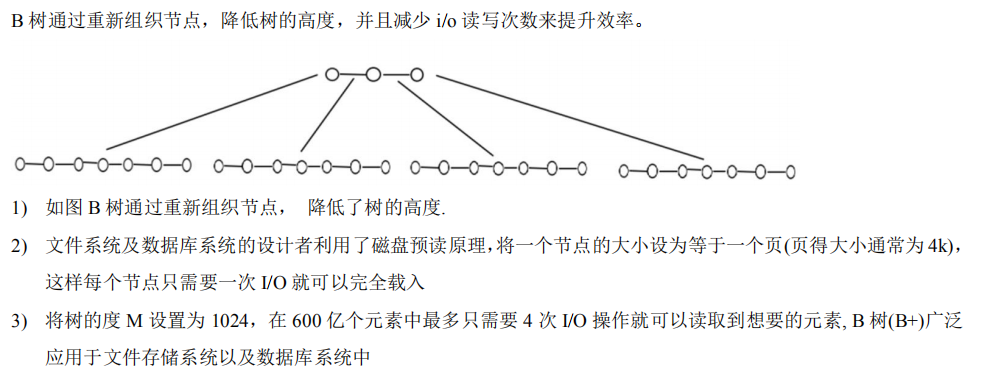 B 树通过重新组织节点，降低树的高度，并且减少 i/o 读写次数来提升效率。
1) 如图 B 树通过重新组织节点， 降低了树的高度.
2) 文件系统及数据库系统的设计者利用了磁盘预读原理,将一个节点的大小设为等于一个页(页得大小通常为 4k)，
这样每个节点只需要一次 I/O 就可以完全载入
3) 将树的度 M 设置为 1024，在 600 亿个元素中最多只需要 4 次 I/O 操作就可以读取到想要的元素, B 树(B+)广泛
应用于文件存储系统以及数据库系统中